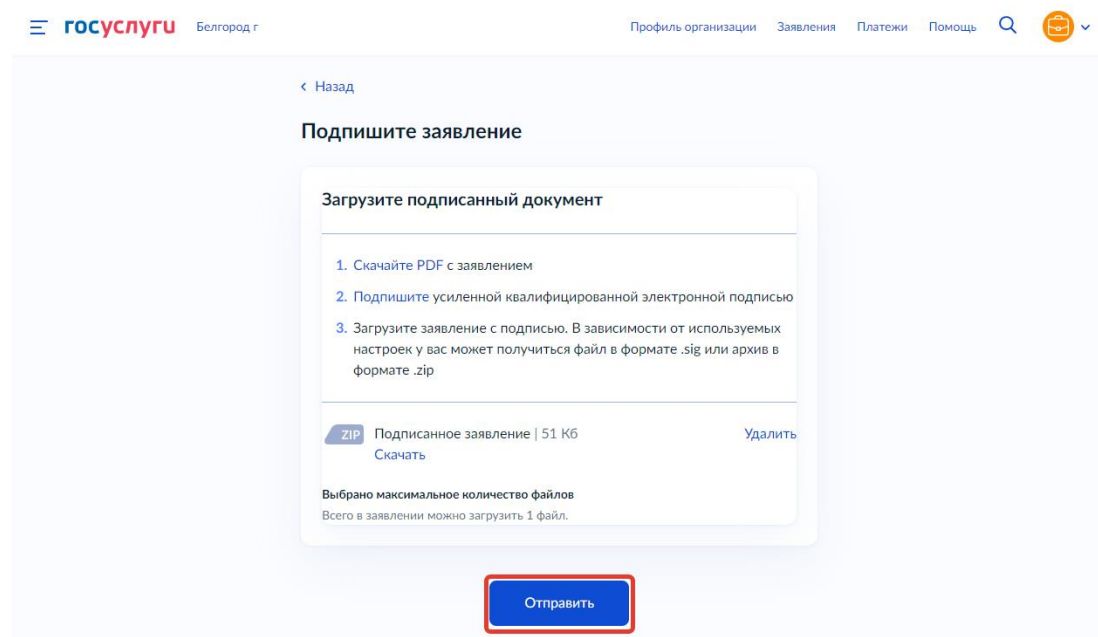 госуслуги Белгород г Профиль организации Заявления Платежи Помощь
Назад
Подпишите заявление
Загрузите подписанный документ
1. Скачайте PDF с заявлением
2. Подпишите усиленной квалифицированной электронной подписью
3. Загрузите заявление с подписью. В зависимости от используемых
настроек у вас может получиться файл в формате .sig или архив в
формате .zip
ZIP Подписанное заявление | 51 Кб Удалить
Скачать
Выбрано максимальное количество файлов
Всего в заявлении можно загрузить 1 файл.
Отправить